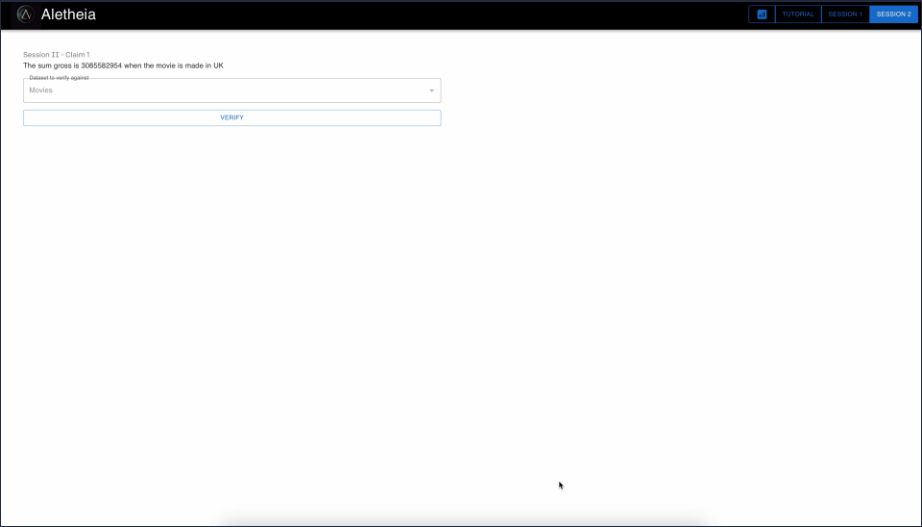 Aletheia
TUTORIAL
SESSION 1
SESSION 2
Session II - Claim 1
The sum gross is 3085582954 when the movie is made in UK
Dataset to verify against
Movies
VERIFY